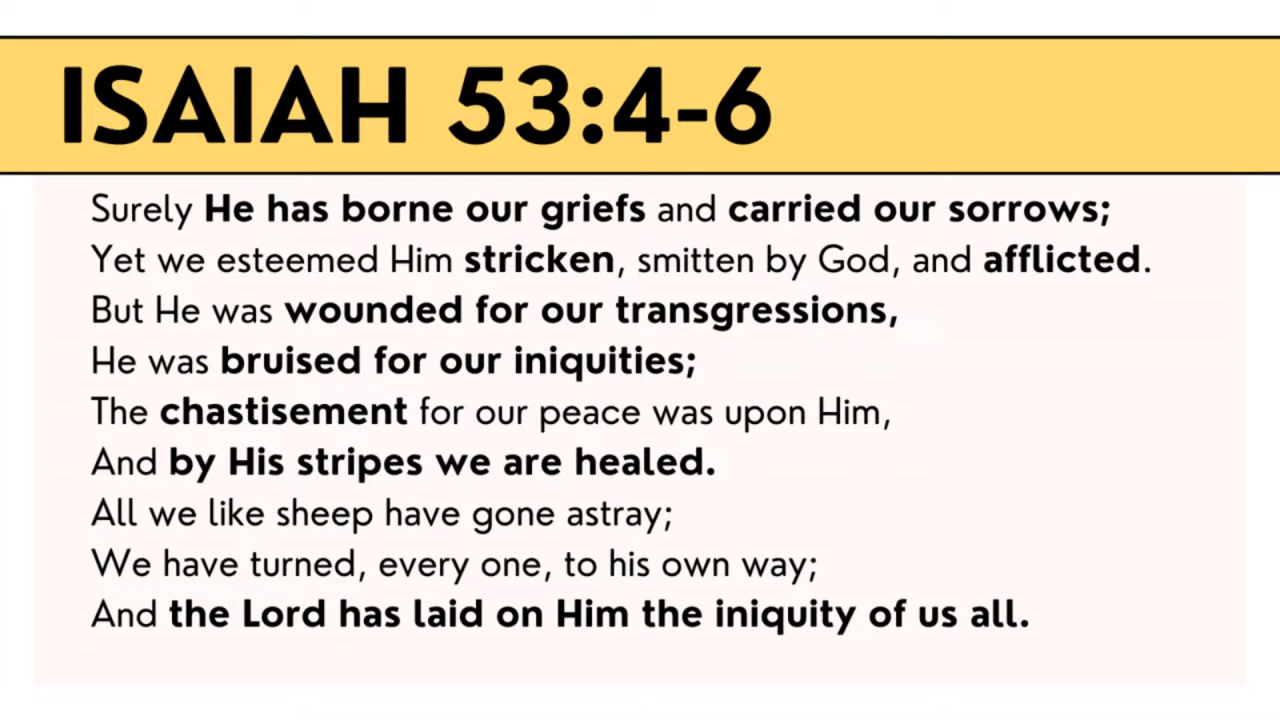 ISAIAH 53:4-6
Surely He has borne our griefs and carried our sorrows;
Yet we esteemed Him stricken, smitten by God, and afflicted.
But He was wounded for our transgressions,
He was bruised for our iniquities;
The chastisement for our peace was upon Him,
And by His stripes we are healed.
All we like sheep have gone astray;
We have turned, every one, to his own way;
And the Lord has laid on Him the iniquity of us all.